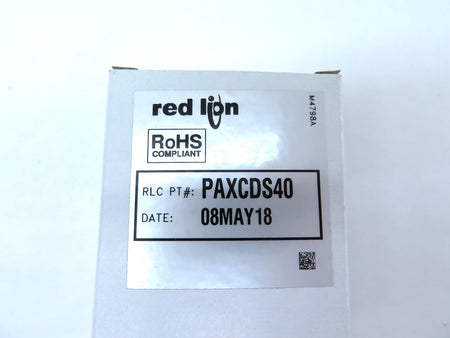 red lion
M4798A
RoHS
COMPLIANT
RLC PT#: PAXCDS40
DATE: 08MAY18